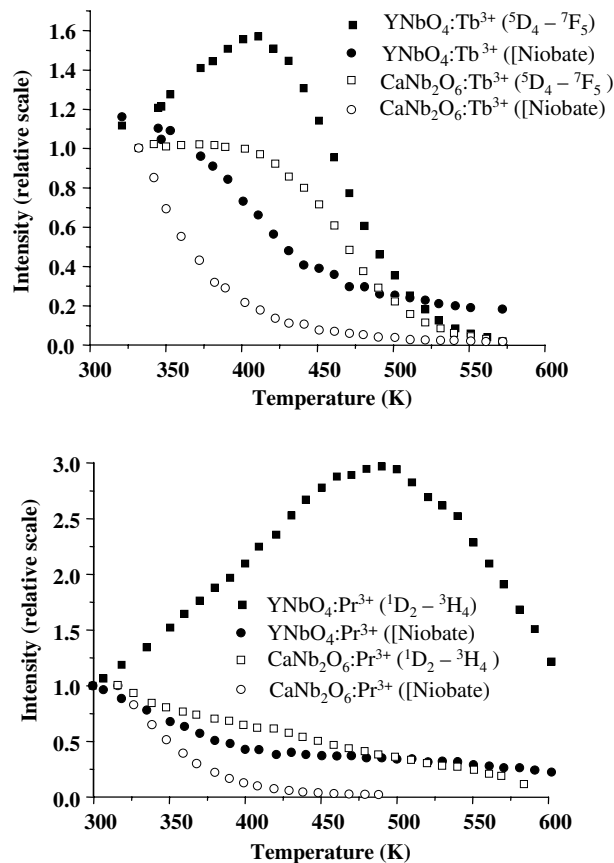 YNbO₄:Tb³⁺ (⁵D₄ – ⁷F₅)
YNbO₄:Tb³⁺ ([Niobate)
CaNb₂O₆:Tb³⁺ (⁵D₄ – ⁷F₅ )
CaNb₂O₆:Tb³⁺ ([Niobate)
Intensity (relative scale)
1.6
1.4
1.2
1.0
0.8
0.6
0.4
0.2
0.0
300 350 400 450 500 550 600
Temperature (K)
Intensity (relative scale)
3.0
2.5
2.0
1.5
1.0
0.5
0.0
YNbO₄:Pr³⁺ (¹D₂ – ³H₄)
YNbO₄:Pr³⁺ ([Niobate)
CaNb₂O₆:Pr³⁺ (¹D₂ – ³H₄ )
CaNb₂O₆:Pr³⁺ ([Niobate)
300 350 400 450 500 550 600
Temperature (K)